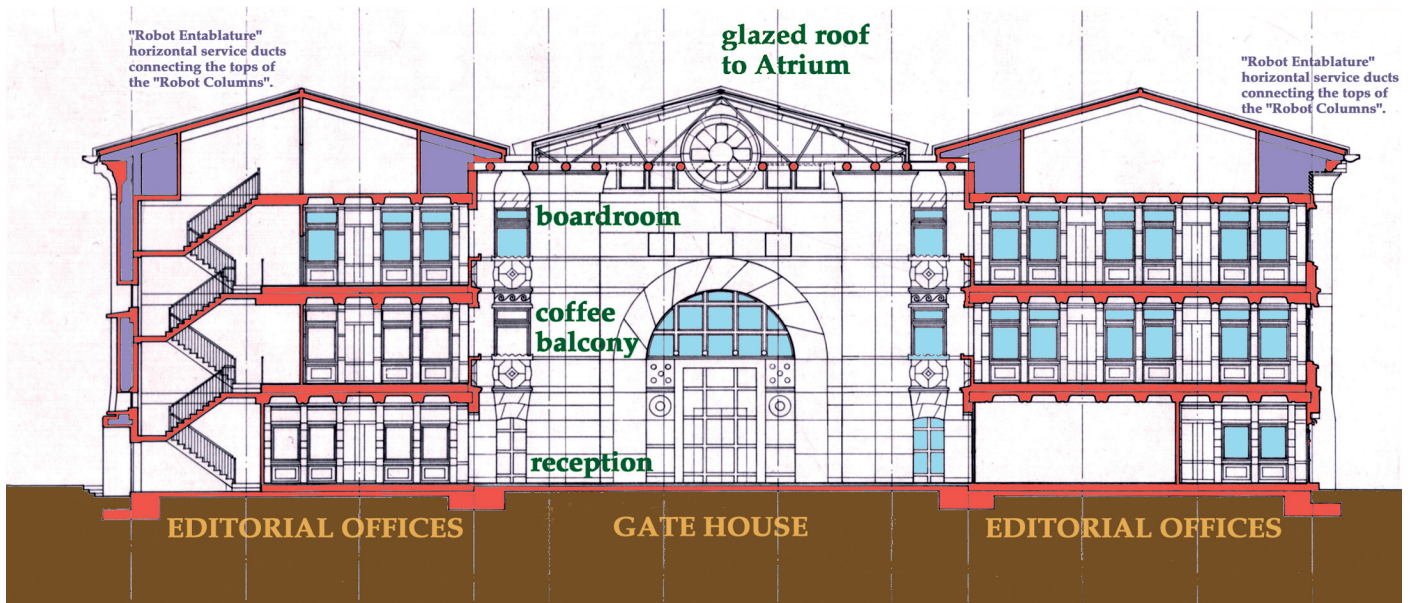 "Robot Entablature"
horizontal service ducts
connecting the tops of
the "Robot Columns".
glazed roof
to Atrium
"Robot Entablature"
horizontal service ducts
connecting the tops of
the "Robot Columns".
boardroom
coffee
balcony
reception
EDITORIAL OFFICES
GATE HOUSE
EDITORIAL OFFICES